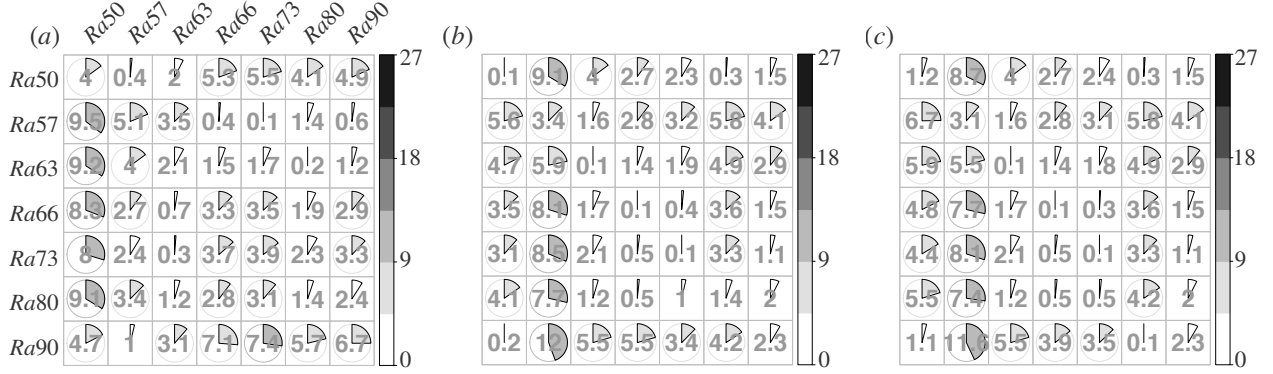 (a) Ra50 Ra57 Ra63 Ra66 Ra73 Ra80 Ra90 (b) (c)
27 27 27
Ra50 4 0.4 2 5.3 5.5 4.1 4.9 0.1 9.1 4 2.7 2.3 0.3 1.5 1.2 8.7 4 2.7 2.4 0.3 1.5
Ra57 9.5 5.1 3.5 0.4 0.1 1.4 0.6 5.6 3.4 1.6 2.8 3.2 5.8 4.1 6.7 3.1 1.6 2.8 3.1 5.8 4.1
18 18 18
Ra63 9.2 4 2.1 1.5 1.7 0.2 1.2 4.7 5.9 0.1 1.4 1.9 4.9 2.9 5.9 5.5 0.1 1.4 1.8 4.9 2.9
Ra66 8.3 2.7 0.7 3.3 3.5 1.9 2.9 3.5 8.1 1.7 0.1 0.4 3.6 1.5 4.8 7.7 1.7 0.1 0.3 3.6 1.5
Ra73 8 2.4 0.3 3.7 3.9 2.3 3.3 3.1 8.5 2.1 0.5 0.1 3.3 1.1 4.4 8.1 2.1 0.5 0.1 3.3 1.1
9 9 9
Ra80 9.1 3.4 1.2 2.8 3.1 1.4 2.4 4.1 7.7 1.2 0.5 1 1.4 2 5.5 7.4 1.2 0.5 0.5 4.2 2
Ra90 4.7 1 3.1 7.1 7.4 5.7 6.7 0.2 12 5.5 5.5 3.4 4.2 2.3 1.1 11.6 5.5 3.9 3.5 0.1 2.3
0 0 0